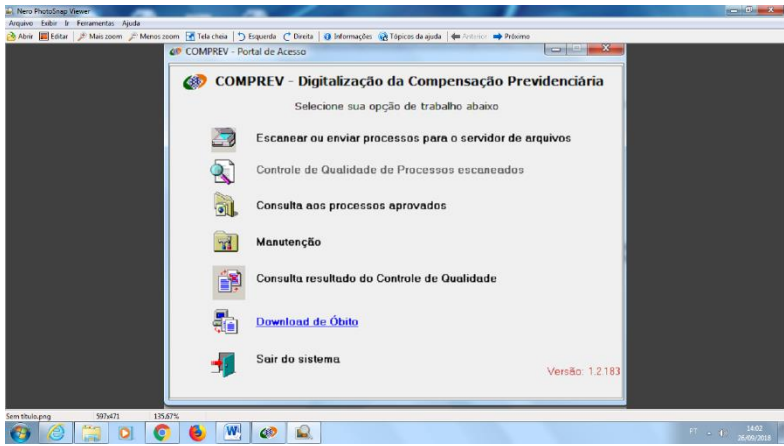 Nero PhotoSnap Viewer
Arquivo Exibir Ir Ferramentas Ajuda
Abrir Editar Mais zoom Menos zoom Tela cheia Esquerda Direita Informações Tópicos da ajuda Anterior Próximo
COMPREV - Portal de Acesso
COMPREV - Digitalização da Compensação Previdenciária
Selecione sua opção de trabalho abaixo
Escanear ou enviar processos para o servidor de arquivos
Controle de Qualidade de Processos escaneados
Consulta aos processos aprovados
Manutenção
Consulta resultado do Controle de Qualidade
Download de Óbito
Sair do sistema
Versão: 1.2.183
Sem título.png 597x471 135,67%
PT 14:02
26/09/2018